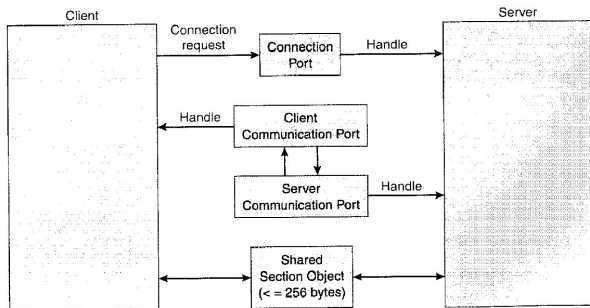 Client
Server
Connection
request
Connection
Port
Handle
Handle
Client
Communication Port
Server
Communication Port
Handle
Shared
Section Object
(< = 256 bytes)